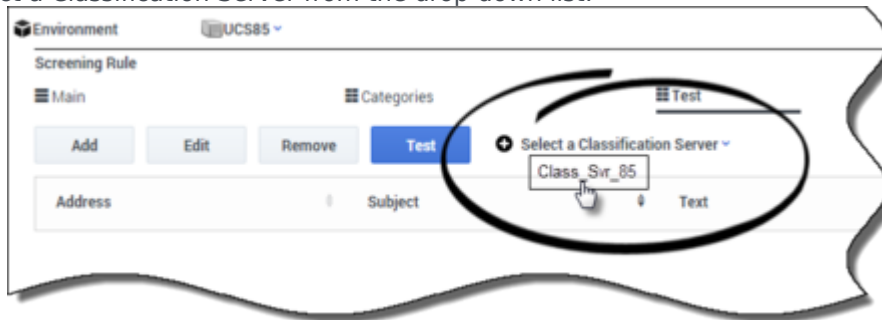 ct a Classification Server from the drop-down list.
Environment UCS85
Screening Rule
Main Categories Test
Add Edit Remove Test Select a Classification Server
Class_Svr_85
Address Subject Text